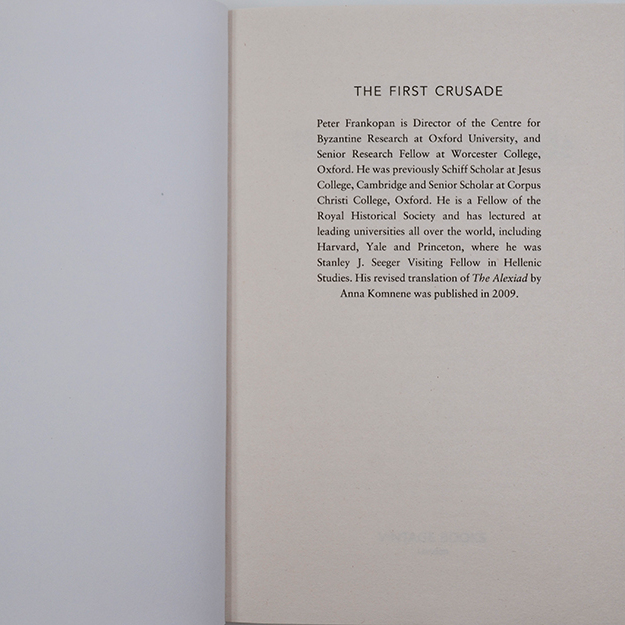 THE FIRST CRUSADE
Peter Frankopan is Director of the Centre for
Byzantine Research at Oxford University, and
Senior Research Fellow at Worcester College,
Oxford. He was previously Schiff Scholar at Jesus
College, Cambridge and Senior Scholar at Corpus
Christi College, Oxford. He is a Fellow of the
Royal Historical Society and has lectured at
leading universities all over the world, including
Harvard, Yale and Princeton, where he was
Stanley J. Seeger Visiting Fellow in Hellenic
Studies. His revised translation of The Alexiad by
Anna Komnene was published in 2009.